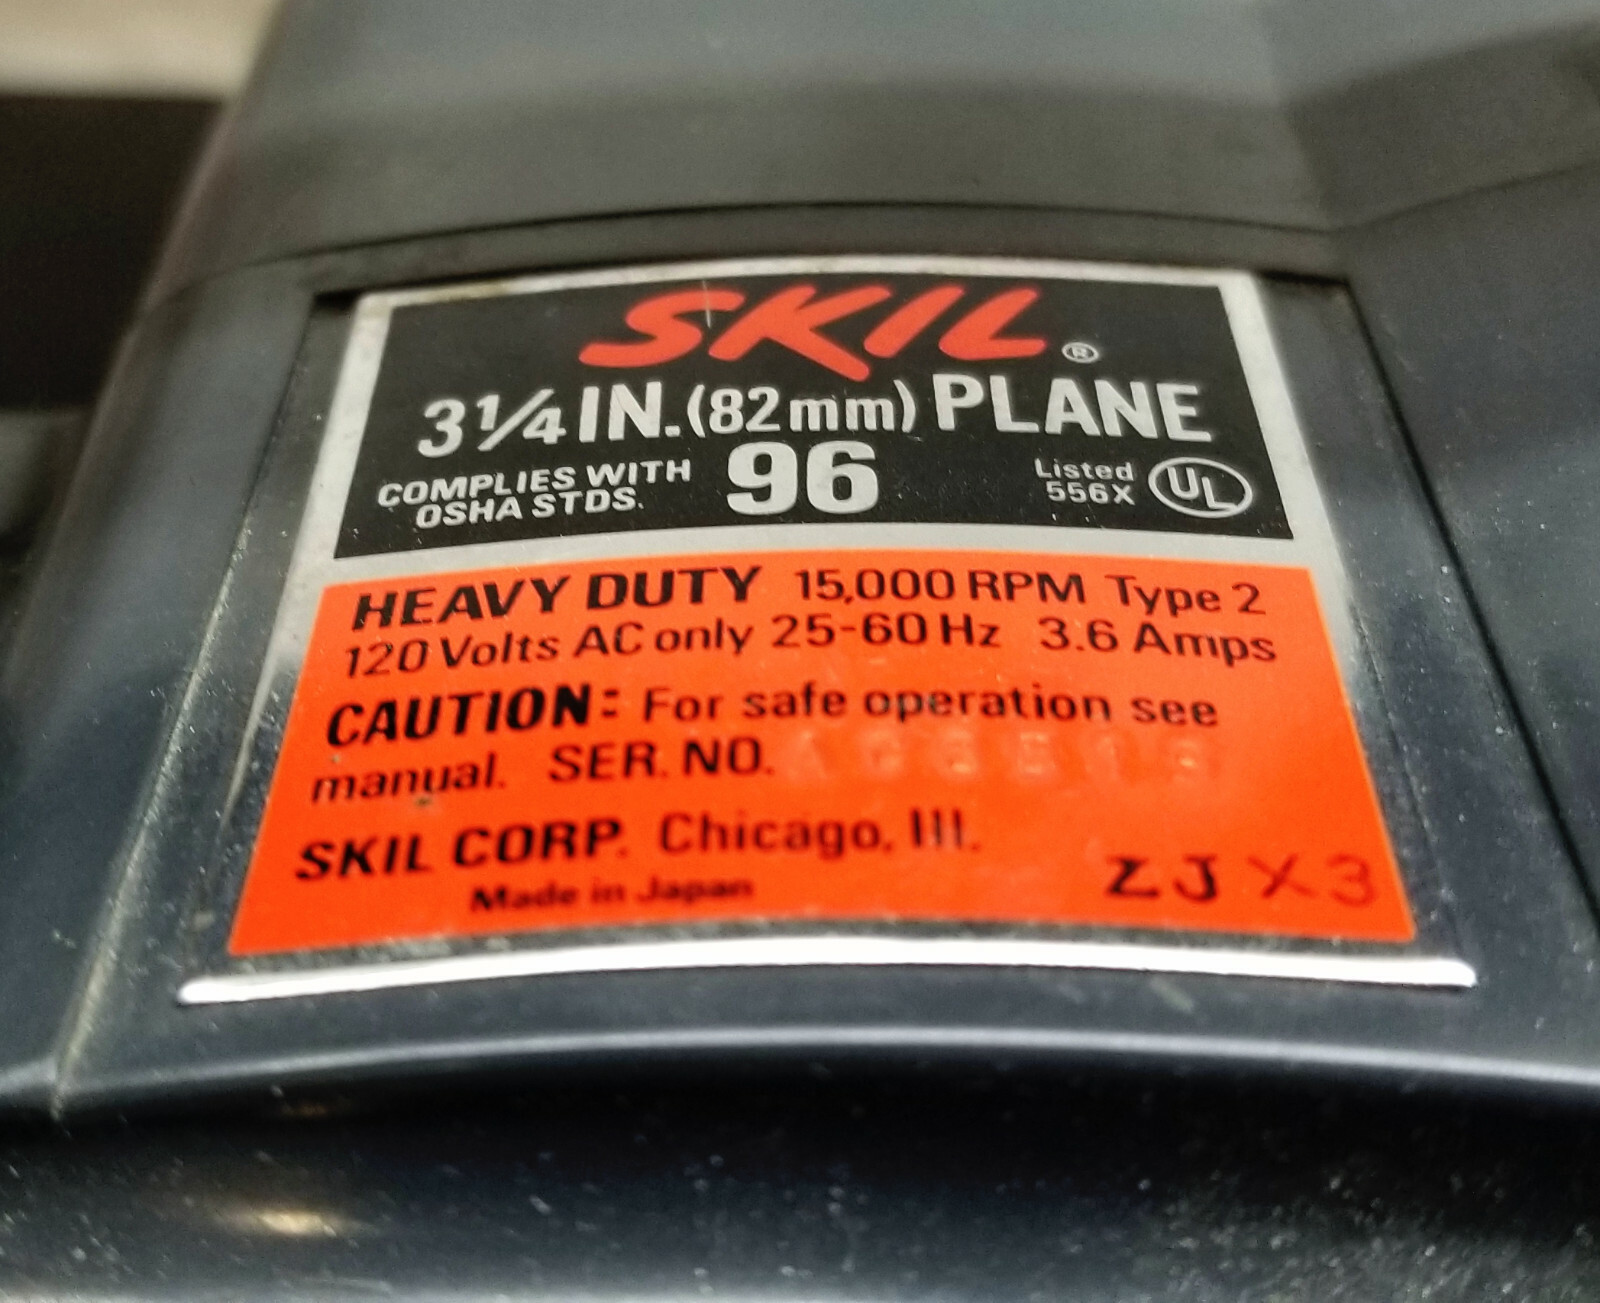 SKIL®
3 1/4 IN. (82mm) PLANE
COMPLIES WITH OSHA STDS.
96
Listed 556X UL
HEAVY DUTY 15,000 RPM Type 2
120 Volts AC only 25-60 Hz 3.6 Amps
CAUTION: For safe operation see
manual. SER. NO.
SKIL CORP. Chicago, Ill.
Made in Japan
ZJX3